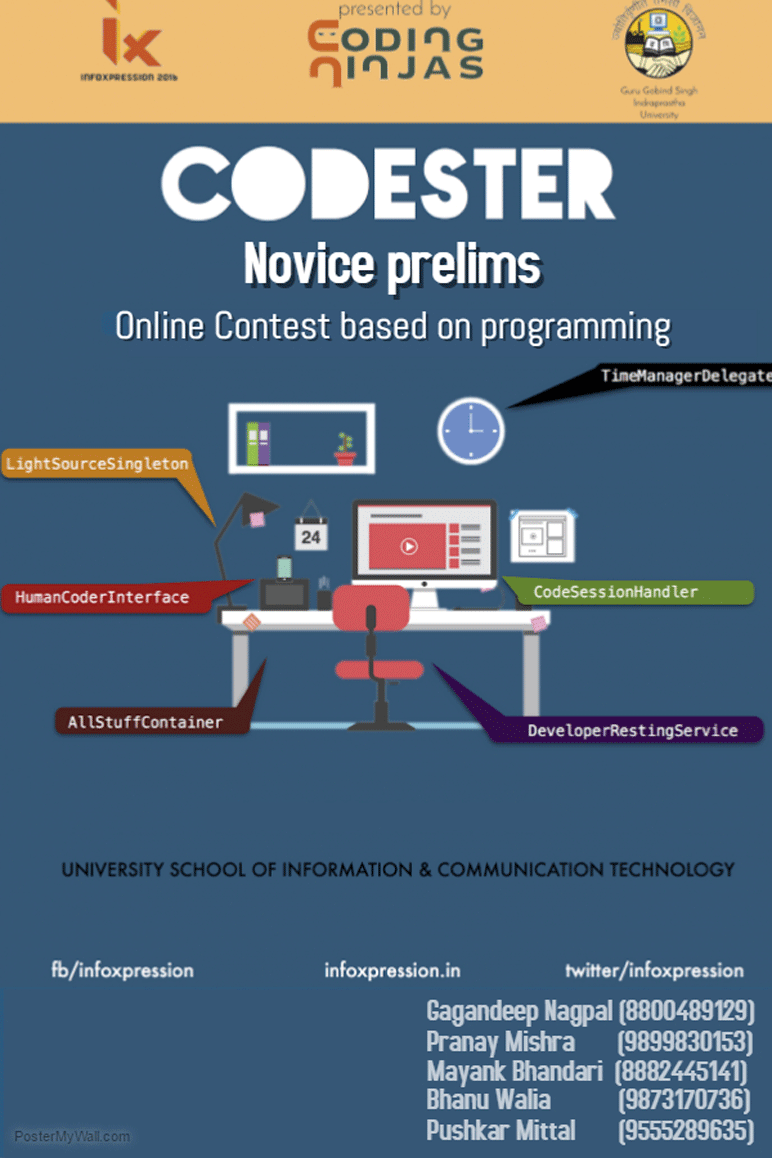 presented by
ix
INFOXPRESSION 2016
CODING
NINJAS
Guru Gobind Singh
Indraprastha
University
CODESTER
Novice prelims
Online Contest based on programming
TimeManagerDelegate
LightSourceSingleton
24
HumanCoderInterface
CodeSessionHandler
AllStuffContainer
DeveloperRestingService
UNIVERSITY SCHOOL OF INFORMATION & COMMUNICATION TECHNOLOGY
fb/infoxpression infoxpression.in twitter/infoxpression
Gagandeep Nagpal (8800489129)
Pranay Mishra (9899830153)
Mayank Bhandari (8882445141)
Bhanu Walia (9873170736)
Pushkar Mittal (9555289635)
PosterMyWall.com